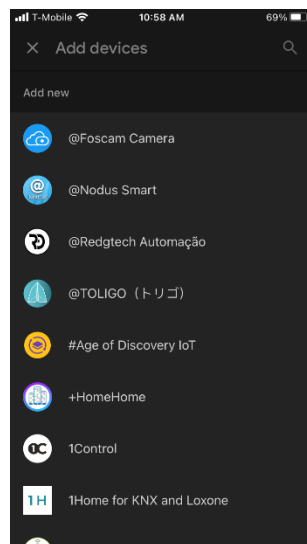 T-Mobile 10:58 AM 69%
Add devices
Add new
@Foscam Camera
@Nodus Smart
@Redgtech Automação
@TOLIGO（トリゴ）
#Age of Discovery IoT
+HomeHome
1Control
1Home for KNX and Loxone